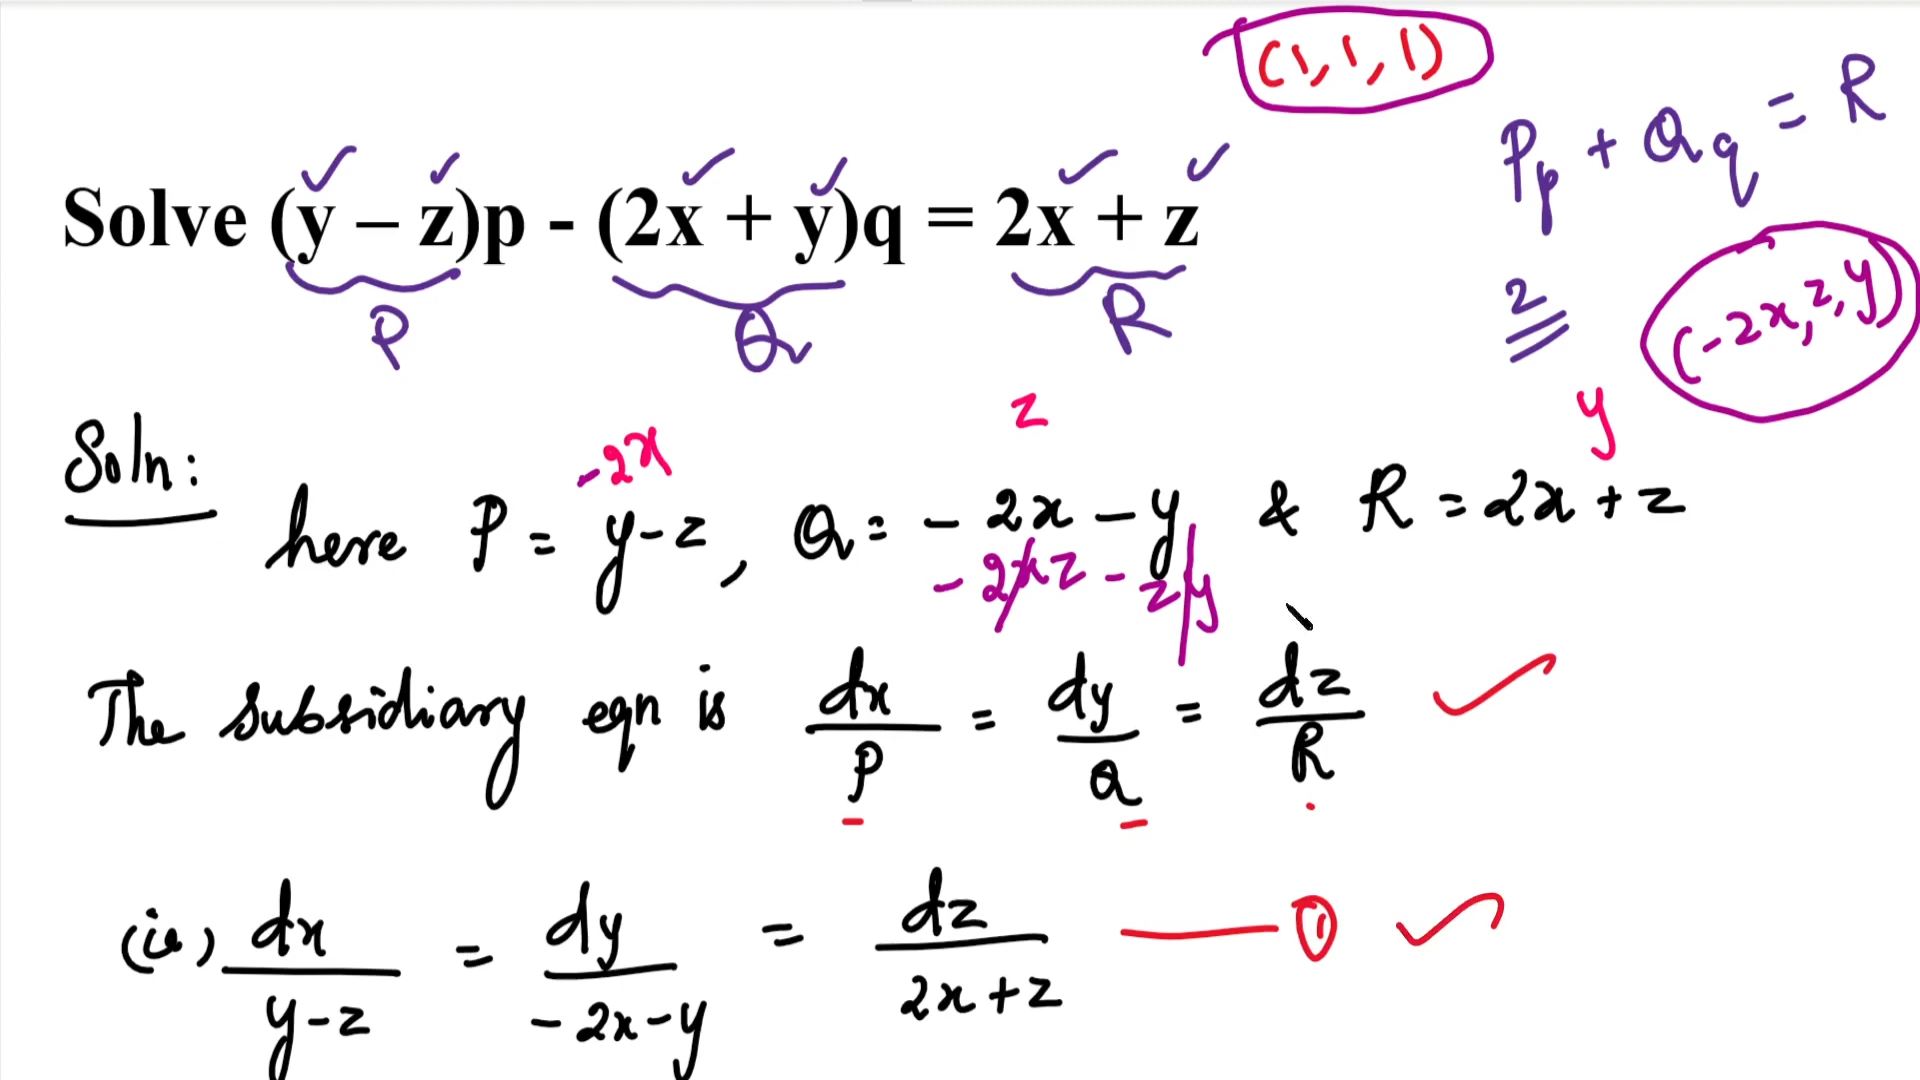 (1, 1, 1)
Pp + Qq = R
Solve (y – z)p - (2x + y)q = 2x + z
P Q R
2
(-2x, z, y)
Soln:
-2x z y
here P = y-z, Q = -2x-y & R = 2x+z
-2xz - zy
The subsidiary eqn is dx/P = dy/Q = dz/R
(ie) dx/y-z = dy/-2x-y = dz/2x+z — ①